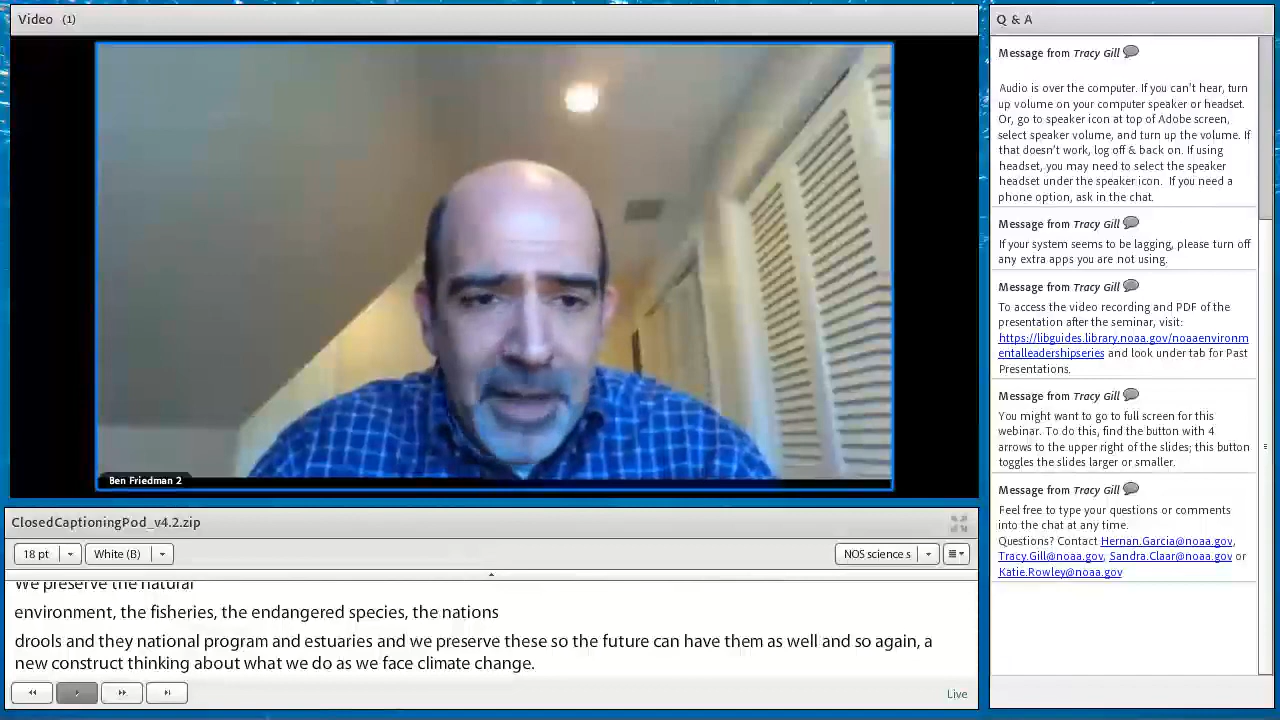 Video (1)
Ben Friedman 2
ClosedCaptioningPod_v4.2.zip
18 pt
White (B)
NOS science s
We preserve the natural
environment, the fisheries, the endangered species, the nations
drools and they national program and estuaries and we preserve these so the future can have them as well and so again, a
new construct thinking about what we do as we face climate change.
Live
Q & A
Message from Tracy Gill
Audio is over the computer. If you can't hear, turn
up volume on your computer speaker or headset.
Or, go to speaker icon at top of Adobe screen,
select speaker volume, and turn up the volume. If
that doesn't work, log off & back on. If using
headset, you may need to select the speaker
headset under the speaker icon. If you need a
phone option, ask in the chat.
Message from Tracy Gill
If your system seems to be lagging, please turn off
any extra apps you are not using.
Message from Tracy Gill
To access the video recording and PDF of the
presentation after the seminar, visit:
https://libguides.library.noaa.gov/noaaenvironm
entalleadershipseries and look under tab for Past
Presentations.
Message from Tracy Gill
You might want to go to full screen for this
webinar. To do this, find the button with 4
arrows to the upper right of the slides; this button
toggles the slides larger or smaller.
Message from Tracy Gill
Feel free to type your questions or comments
into the chat at any time.
Questions? Contact Hernan.Garcia@noaa.gov,
Tracy.Gill@noaa.gov, Sandra.Claar@noaa.gov or
Katie.Rowley@noaa.gov